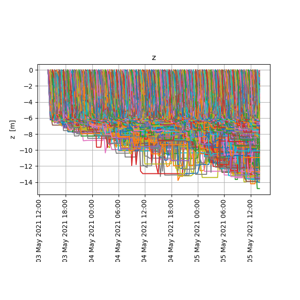 z
0
−2
−4
−6
−8
−10
−12
−14
z [m]
03 May 2021 12:00
03 May 2021 18:00
04 May 2021 00:00
04 May 2021 06:00
04 May 2021 12:00
04 May 2021 18:00
05 May 2021 00:00
05 May 2021 06:00
05 May 2021 12:00